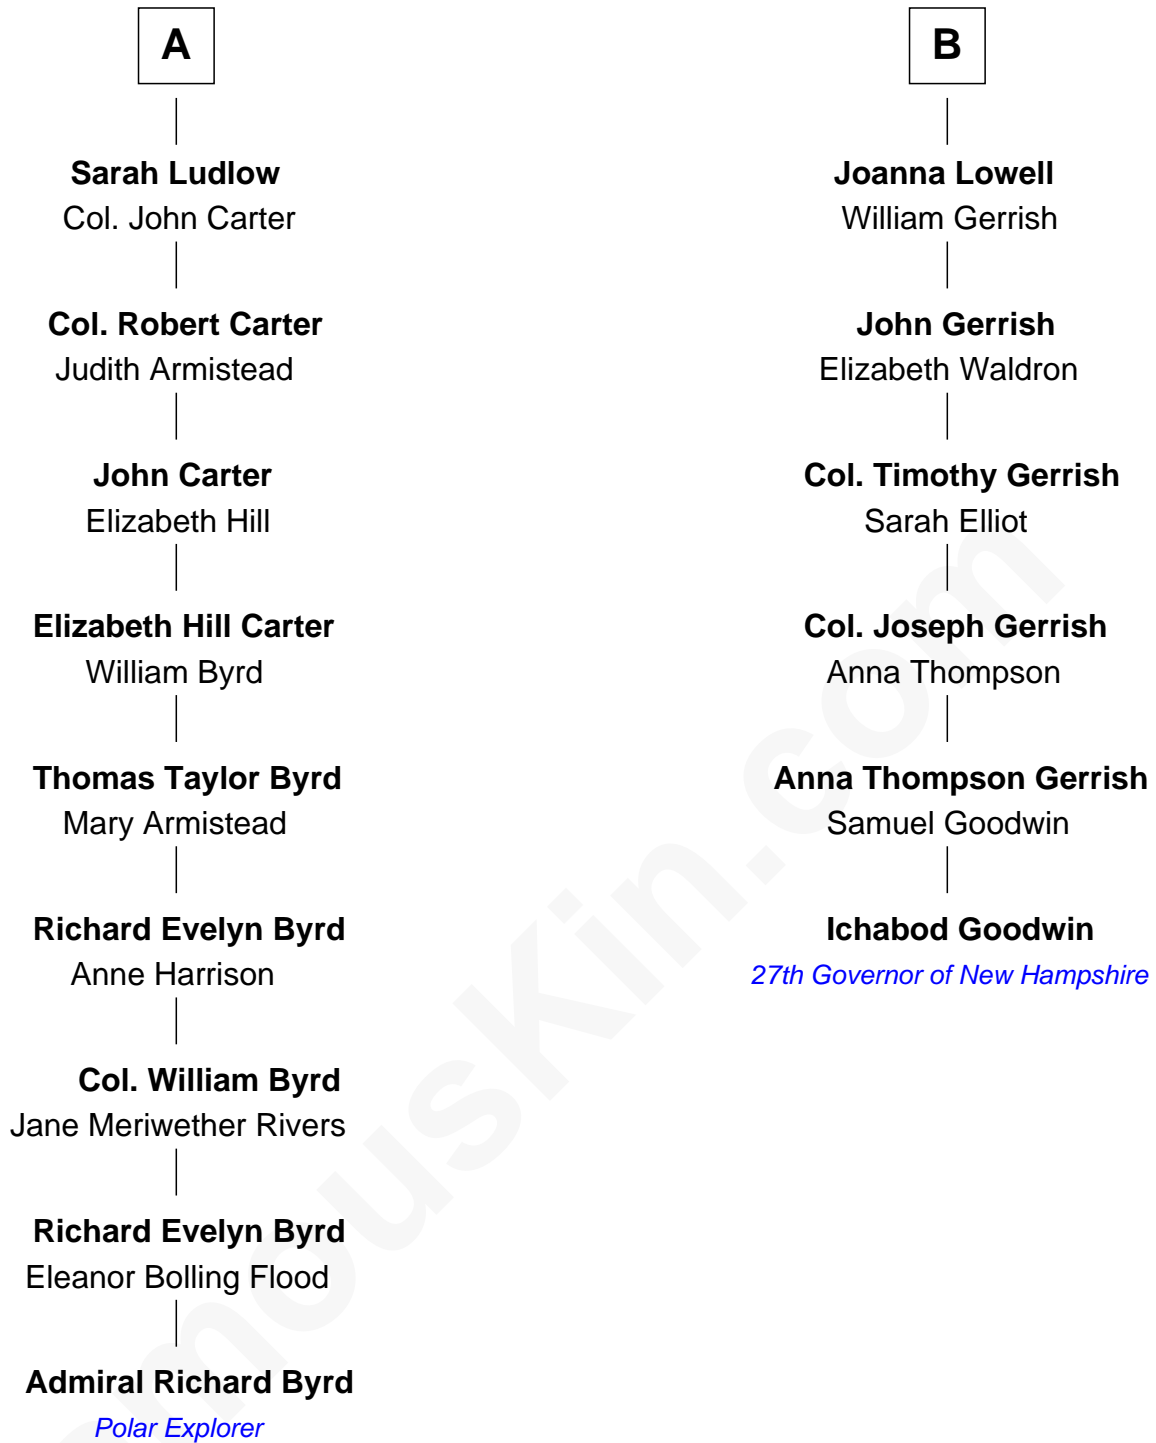 A
Sarah Ludlow
Col. John Carter
Col. Robert Carter
Judith Armistead
John Carter
Elizabeth Hill
Elizabeth Hill Carter
William Byrd
Thomas Taylor Byrd
Mary Armistead
Richard Evelyn Byrd
Anne Harrison
Col. William Byrd
Jane Meriwether Rivers
Richard Evelyn Byrd
Eleanor Bolling Flood
Admiral Richard Byrd
Polar Explorer
B
Joanna Lowell
William Gerrish
John Gerrish
Elizabeth Waldron
Col. Timothy Gerrish
Sarah Elliot
Col. Joseph Gerrish
Anna Thompson
Anna Thompson Gerrish
Samuel Goodwin
Ichabod Goodwin
27th Governor of New Hampshire
mouskin.com